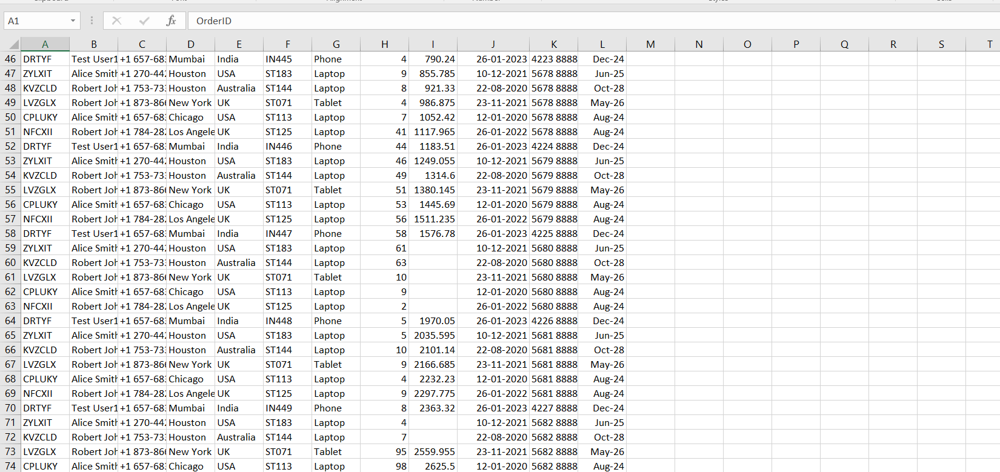 A1 fx OrderID
A B C D E F G H I J K L M N O P Q R S T
46 DRTYF Test User1 +1 657-68 Mumbai India IN445 Phone 4 790.24 26-01-2023 4223 8888 Dec-24
47 ZYLXIT Alice Smith +1 270-44 Houston USA ST183 Laptop 9 855.785 10-12-2021 5678 8888 Jun-25
48 KVZCLD Robert Joh +1 753-73 Houston Australia ST144 Laptop 8 921.33 22-08-2020 5678 8888 Oct-28
49 LVZGLX Robert Joh +1 873-86 New York UK ST071 Tablet 4 986.875 23-11-2021 5678 8888 May-26
50 CPLUKY Alice Smith +1 657-68 Chicago USA ST113 Laptop 7 1052.42 12-01-2020 5678 8888 Aug-24
51 NFCXII Robert Joh +1 784-28 Los Angele UK ST125 Laptop 41 1117.965 26-01-2022 5678 8888 Aug-24
52 DRTYF Test User1 +1 657-68 Mumbai India IN446 Phone 44 1183.51 26-01-2023 4224 8888 Dec-24
53 ZYLXIT Alice Smith +1 270-44 Houston USA ST183 Laptop 46 1249.055 10-12-2021 5679 8888 Jun-25
54 KVZCLD Robert Joh +1 753-73 Houston Australia ST144 Laptop 49 1314.6 22-08-2020 5679 8888 Oct-28
55 LVZGLX Robert Joh +1 873-86 New York UK ST071 Tablet 51 1380.145 23-11-2021 5679 8888 May-26
56 CPLUKY Alice Smith +1 657-68 Chicago USA ST113 Laptop 53 1445.69 12-01-2020 5679 8888 Aug-24
57 NFCXII Robert Joh +1 784-28 Los Angele UK ST125 Laptop 56 1511.235 26-01-2022 5679 8888 Aug-24
58 DRTYF Test User1 +1 657-68 Mumbai India IN447 Phone 58 1576.78 26-01-2023 4225 8888 Dec-24
59 ZYLXIT Alice Smith +1 270-44 Houston USA ST183 Laptop 61 10-12-2021 5680 8888 Jun-25
60 KVZCLD Robert Joh +1 753-73 Houston Australia ST144 Laptop 63 22-08-2020 5680 8888 Oct-28
61 LVZGLX Robert Joh +1 873-86 New York UK ST071 Tablet 10 23-11-2021 5680 8888 May-26
62 CPLUKY Alice Smith +1 657-68 Chicago USA ST113 Laptop 9 12-01-2020 5680 8888 Aug-24
63 NFCXII Robert Joh +1 784-28 Los Angele UK ST125 Laptop 2 26-01-2022 5680 8888 Aug-24
64 DRTYF Test User1 +1 657-68 Mumbai India IN448 Phone 5 1970.05 26-01-2023 4226 8888 Dec-24
65 ZYLXIT Alice Smith +1 270-44 Houston USA ST183 Laptop 5 2035.595 10-12-2021 5681 8888 Jun-25
66 KVZCLD Robert Joh +1 753-73 Houston Australia ST144 Laptop 10 2101.14 22-08-2020 5681 8888 Oct-28
67 LVZGLX Robert Joh +1 873-86 New York UK ST071 Tablet 9 2166.685 23-11-2021 5681 8888 May-26
68 CPLUKY Alice Smith +1 657-68 Chicago USA ST113 Laptop 4 2232.23 12-01-2020 5681 8888 Aug-24
69 NFCXII Robert Joh +1 784-28 Los Angele UK ST125 Laptop 9 2297.775 26-01-2022 5681 8888 Aug-24
70 DRTYF Test User1 +1 657-68 Mumbai India IN449 Phone 8 2363.32 26-01-2023 4227 8888 Dec-24
71 ZYLXIT Alice Smith +1 270-44 Houston USA ST183 Laptop 4 10-12-2021 5682 8888 Jun-25
72 KVZCLD Robert Joh +1 753-73 Houston Australia ST144 Laptop 7 22-08-2020 5682 8888 Oct-28
73 LVZGLX Robert Joh +1 873-86 New York UK ST071 Tablet 95 2559.955 23-11-2021 5682 8888 May-26
74 CPLUKY Alice Smith +1 657-68 Chicago USA ST113 Laptop 98 2625.5 12-01-2020 5682 8888 Aug-24